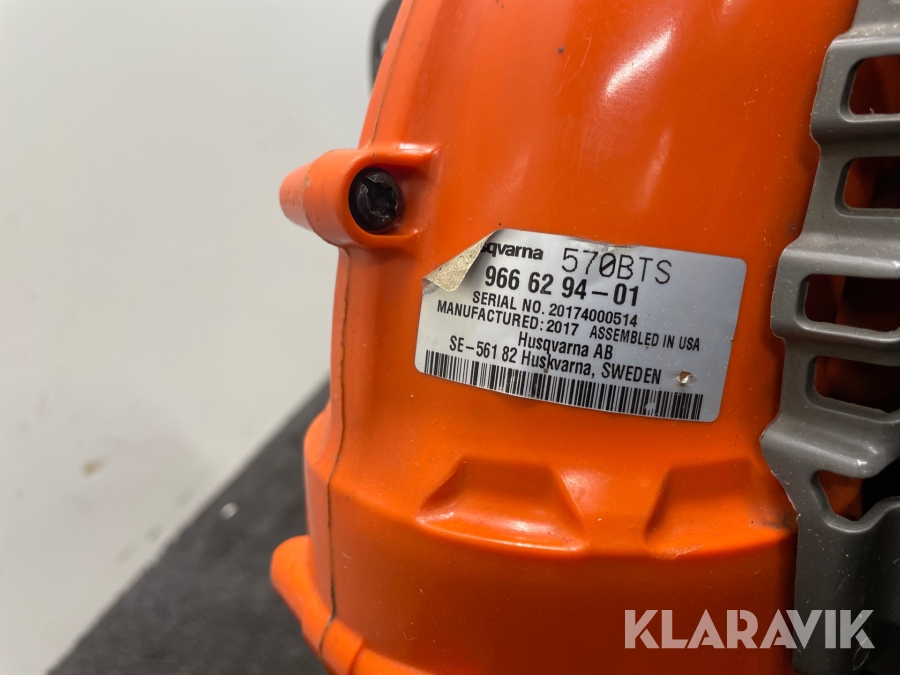 sqvarna 570BTS
966 62 94-01
SERIAL NO. 20174000514
MANUFACTURED: 2017 ASSEMBLED IN USA
Husqvarna AB
SE-561 82 Huskvarna, SWEDEN
KLARAVIK